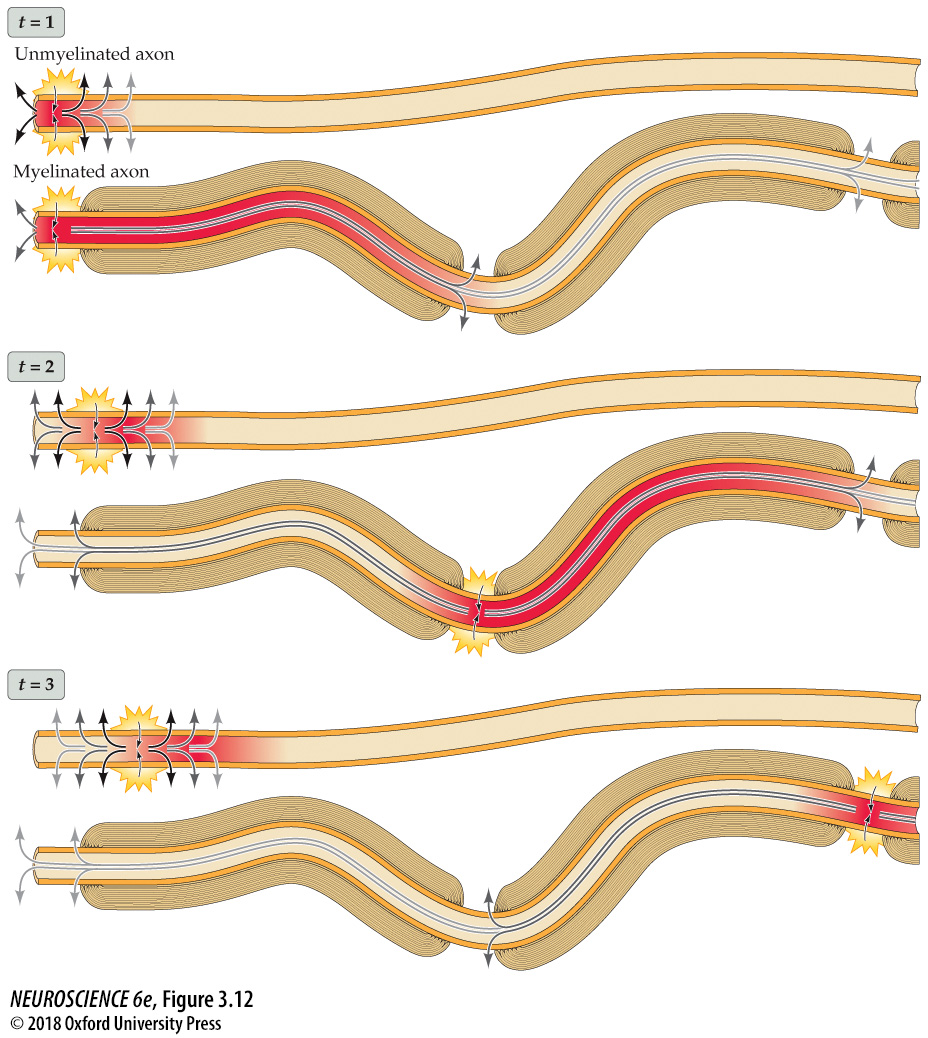 t = 1
Unmyelinated axon
Myelinated axon
t = 2
t = 3
NEUROSCIENCE 6e, Figure 3.12
© 2018 Oxford University Press